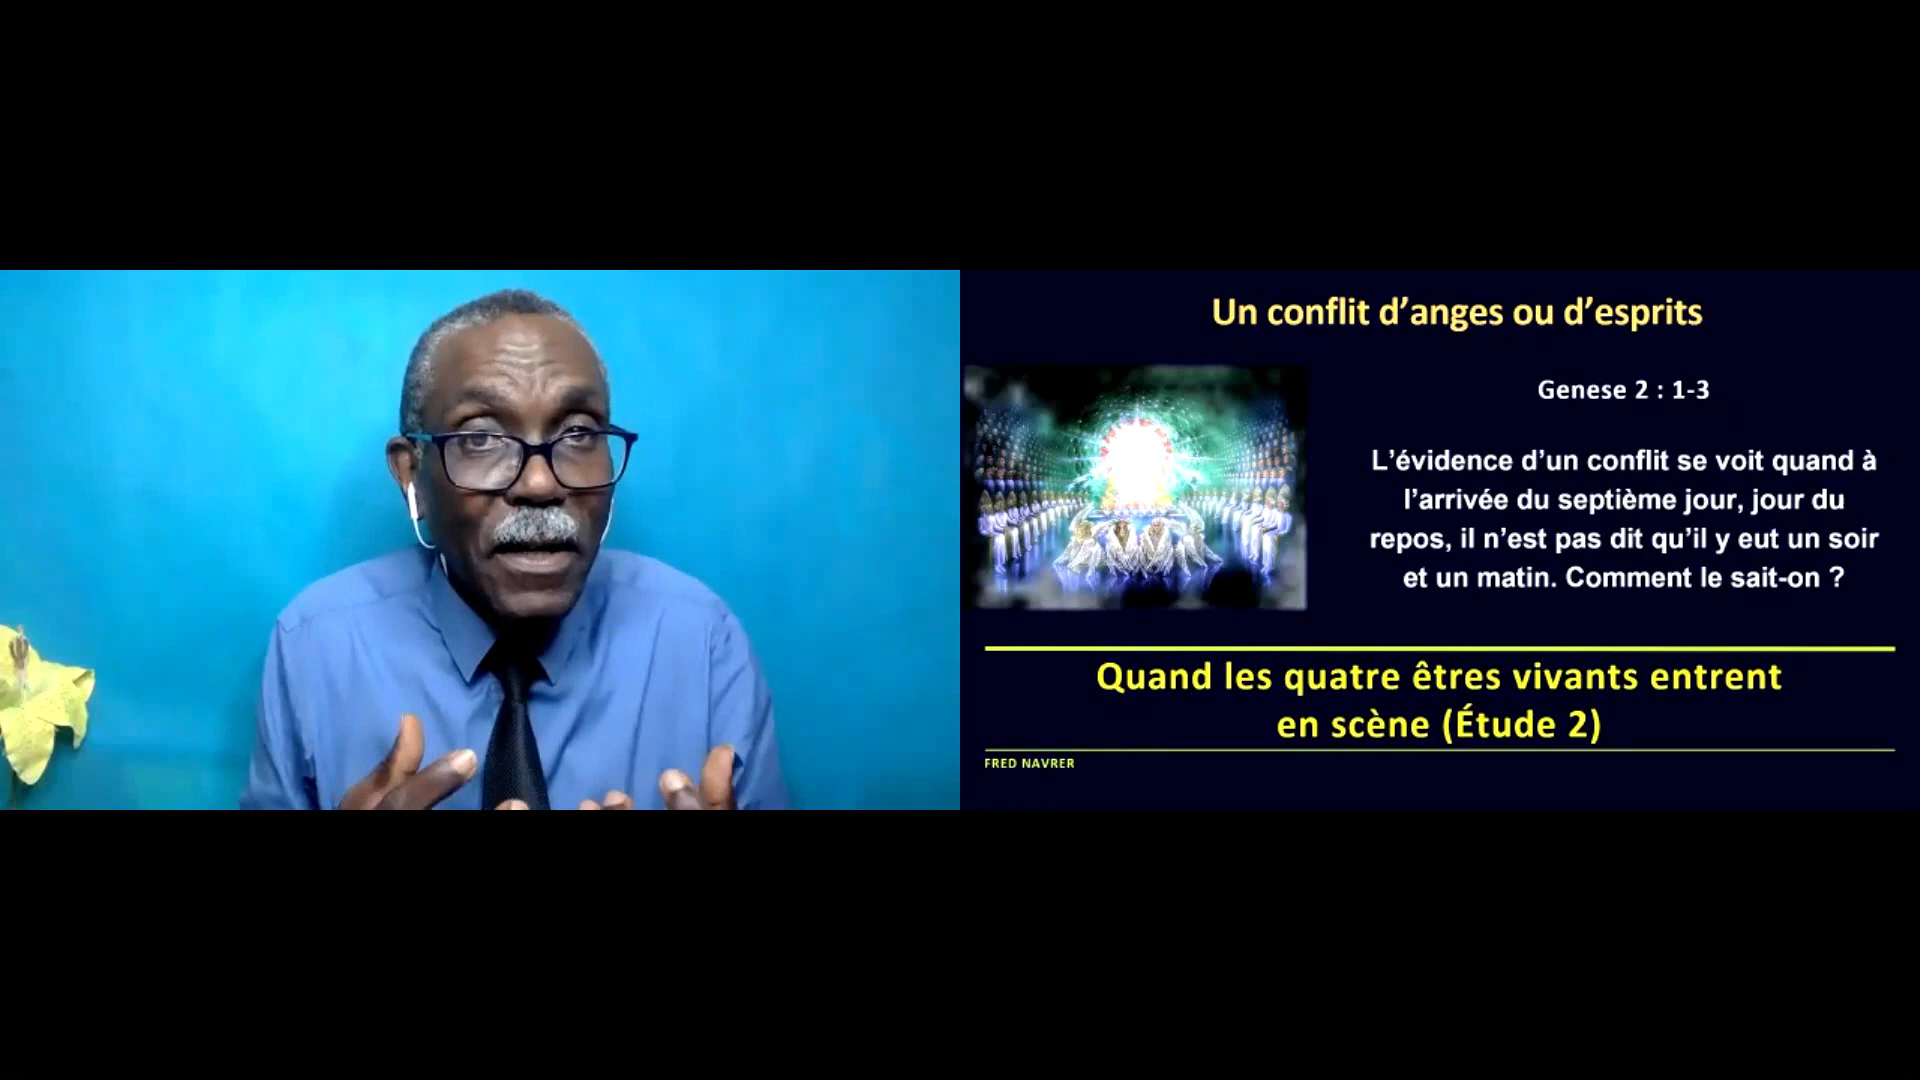 Un conflit d’anges ou d’esprits
Genese 2 : 1-3
L’évidence d’un conflit se voit quand à
l’arrivée du septième jour, jour du
repos, il n’est pas dit qu’il y eut un soir
et un matin. Comment le sait-on ?
Quand les quatre êtres vivants entrent
en scène (Étude 2)
FRED NAVRER